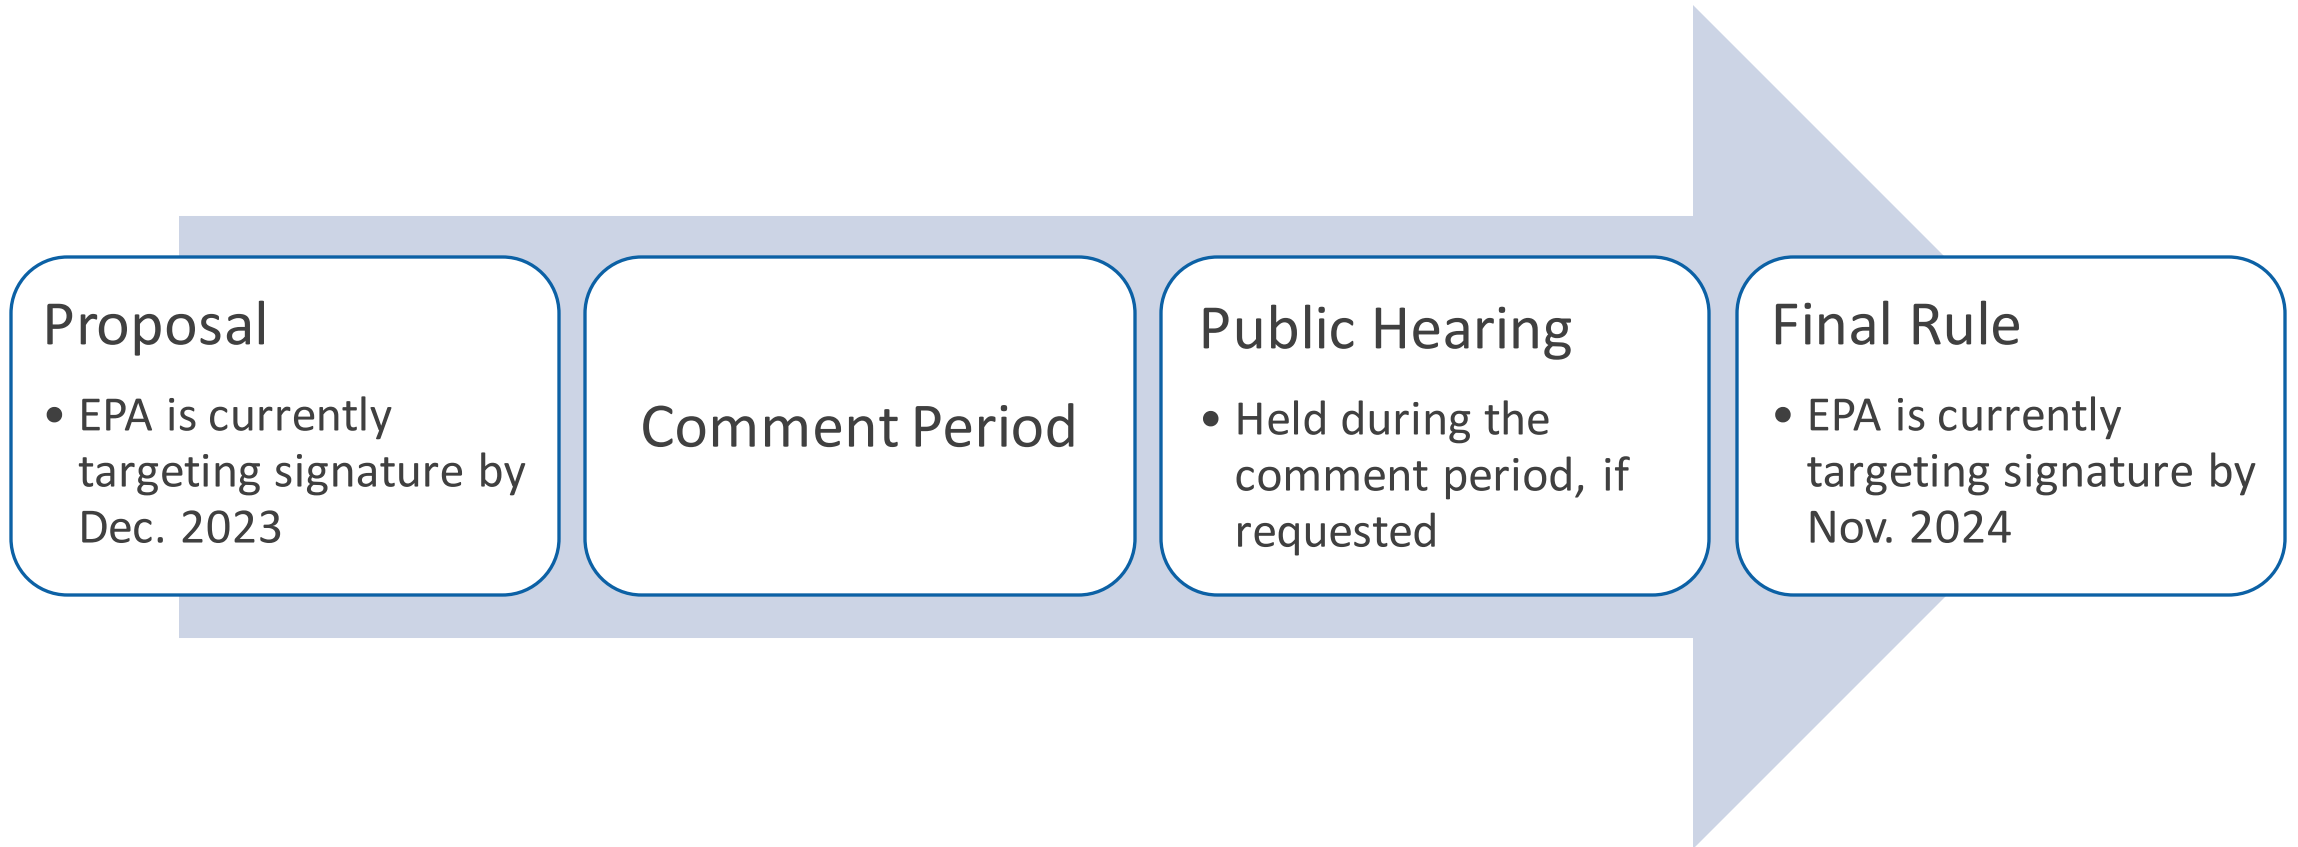 Proposal
• EPA is currently
targeting signature by
Dec. 2023
Comment Period
Public Hearing
• Held during the
comment period, if
requested
Final Rule
• EPA is currently
targeting signature by
Nov. 2024